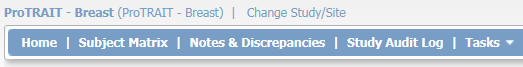 ProTRAIT - Breast (ProTRAIT - Breast) | Change Study/Site
Home | Subject Matrix | Notes & Discrepancies | Study Audit Log | Tasks